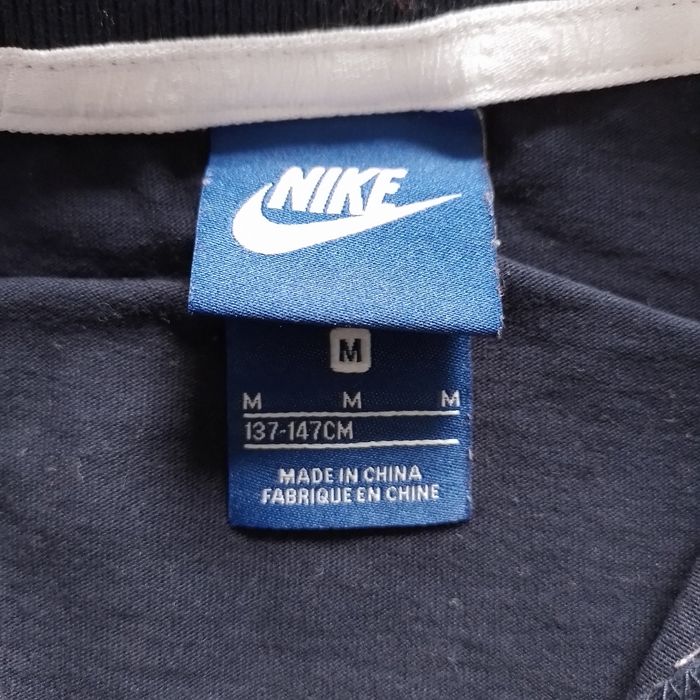 NIKE
M
M M M
137-147CM
MADE IN CHINA
FABRIQUE EN CHINE